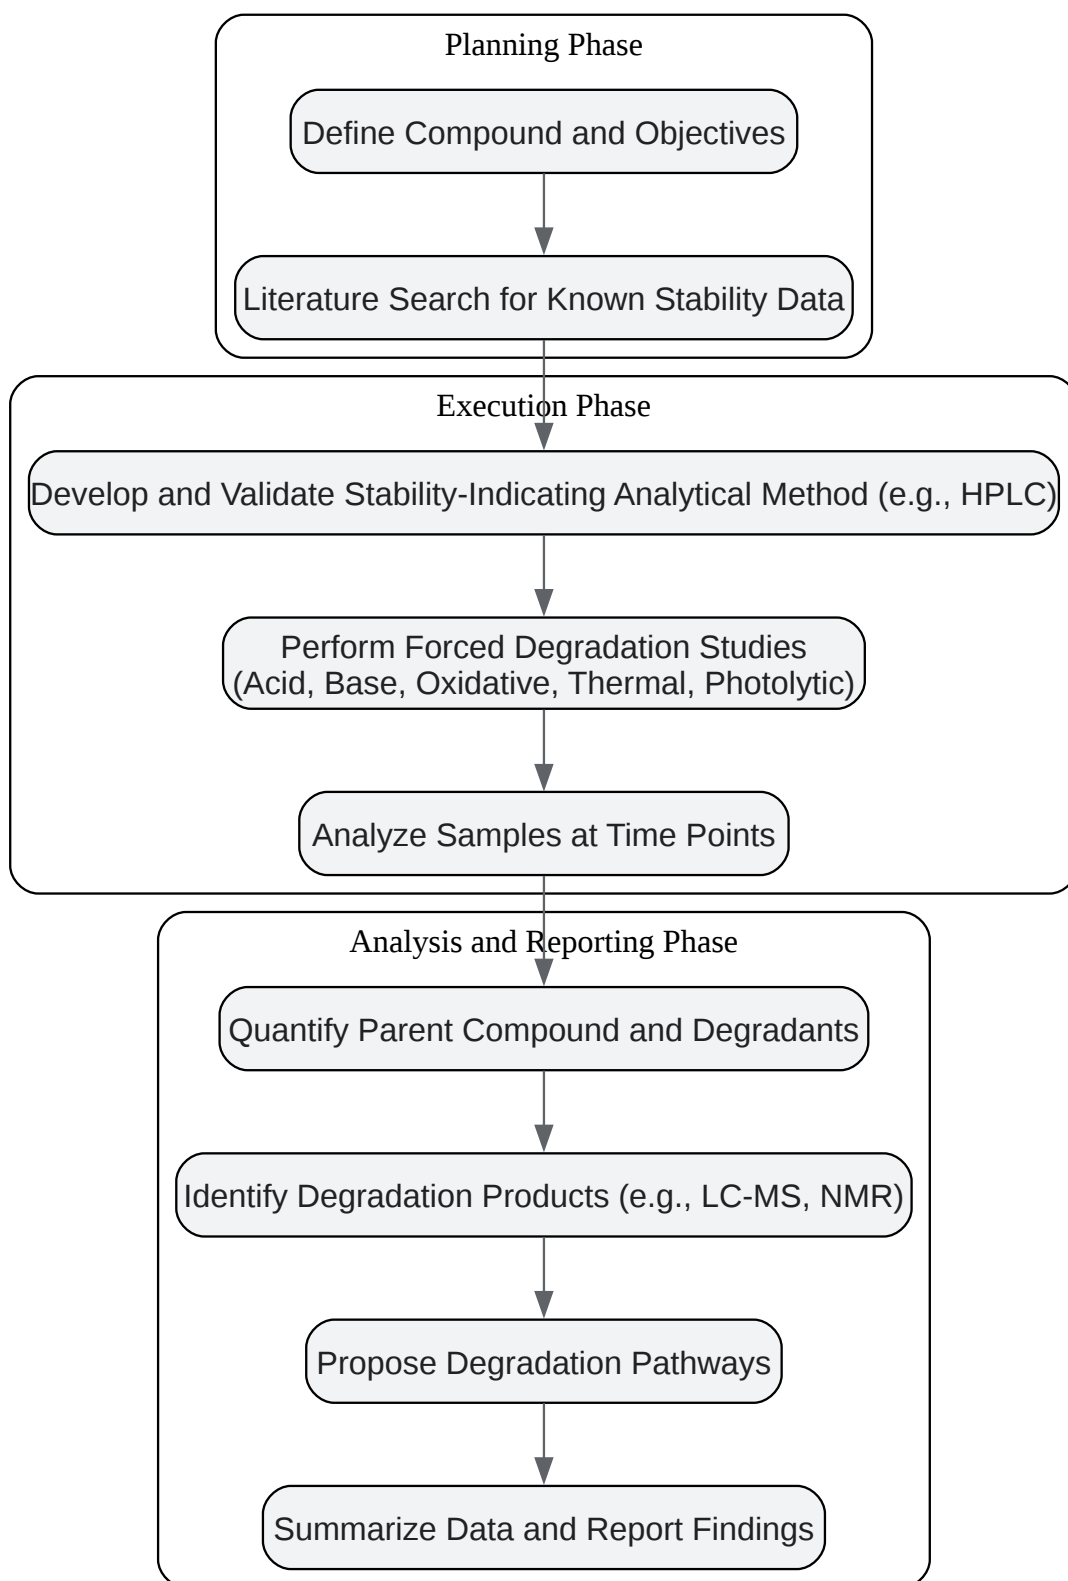 Planning Phase
Define Compound and Objectives
Literature Search for Known Stability Data
Execution Phase
Develop and Validate Stability-Indicating Analytical Method (e.g., HPLC)
Perform Forced Degradation Studies
(Acid, Base, Oxidative, Thermal, Photolytic)
Analyze Samples at Time Points
Analysis and Reporting Phase
Quantify Parent Compound and Degradants
Identify Degradation Products (e.g., LC-MS, NMR)
Propose Degradation Pathways
Summarize Data and Report Findings